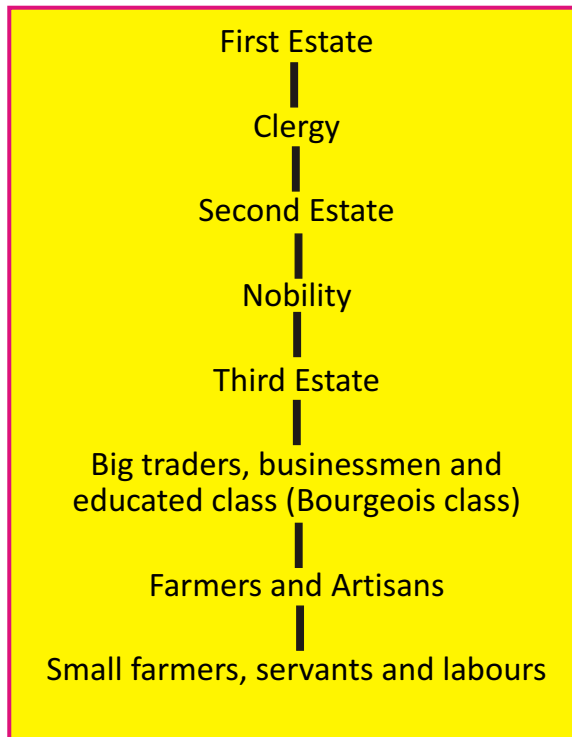 First Estate
Clergy
Second Estate
Nobility
Third Estate
Big traders, businessmen and
educated class (Bourgeois class)
Farmers and Artisans
Small farmers, servants and labours